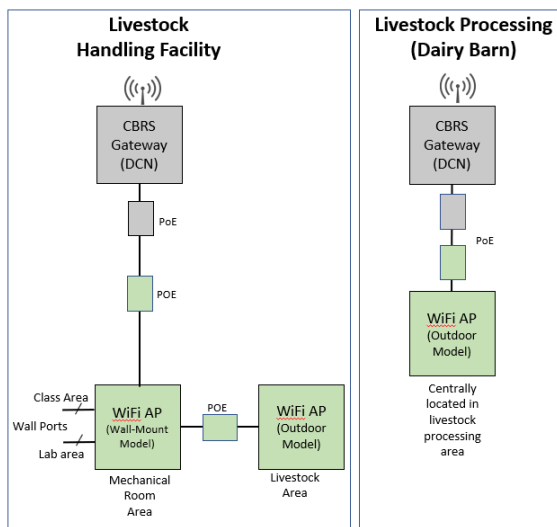 Livestock
Handling Facility
CBRS
Gateway
(DCN)
PoE
POE
Class Area
Wall Ports
Lab area
WiFi AP
(Wall-Mount
Model)
POE
WiFi AP
(Outdoor Model)
Mechanical
Room
Area
Livestock
Area
Livestock Processing
(Dairy Barn)
CBRS
Gateway
(DCN)
PoE
WiFi AP
(Outdoor
Model)
Centrally
located in
livestock
processing
area